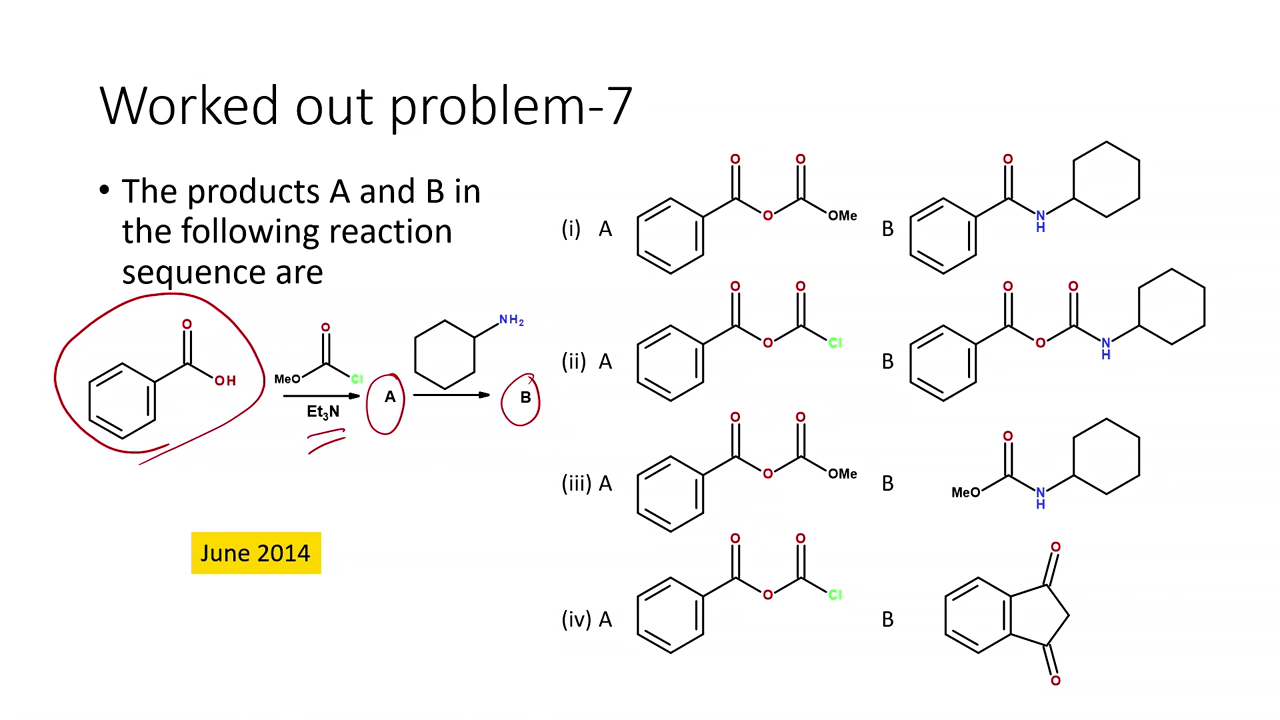 Worked out problem-7
• The products A and B in
the following reaction
sequence are
O
OH
O
MeO
Cl
Et₃N
A
NH₂
B
June 2014
(i) A
O
O
O
OMe
B
O
N
H
(ii) A
O
O
O
Cl
B
O
O
O
N
H
(iii) A
O
O
O
OMe
B
O
MeO
N
H
(iv) A
O
O
O
Cl
B
O
O